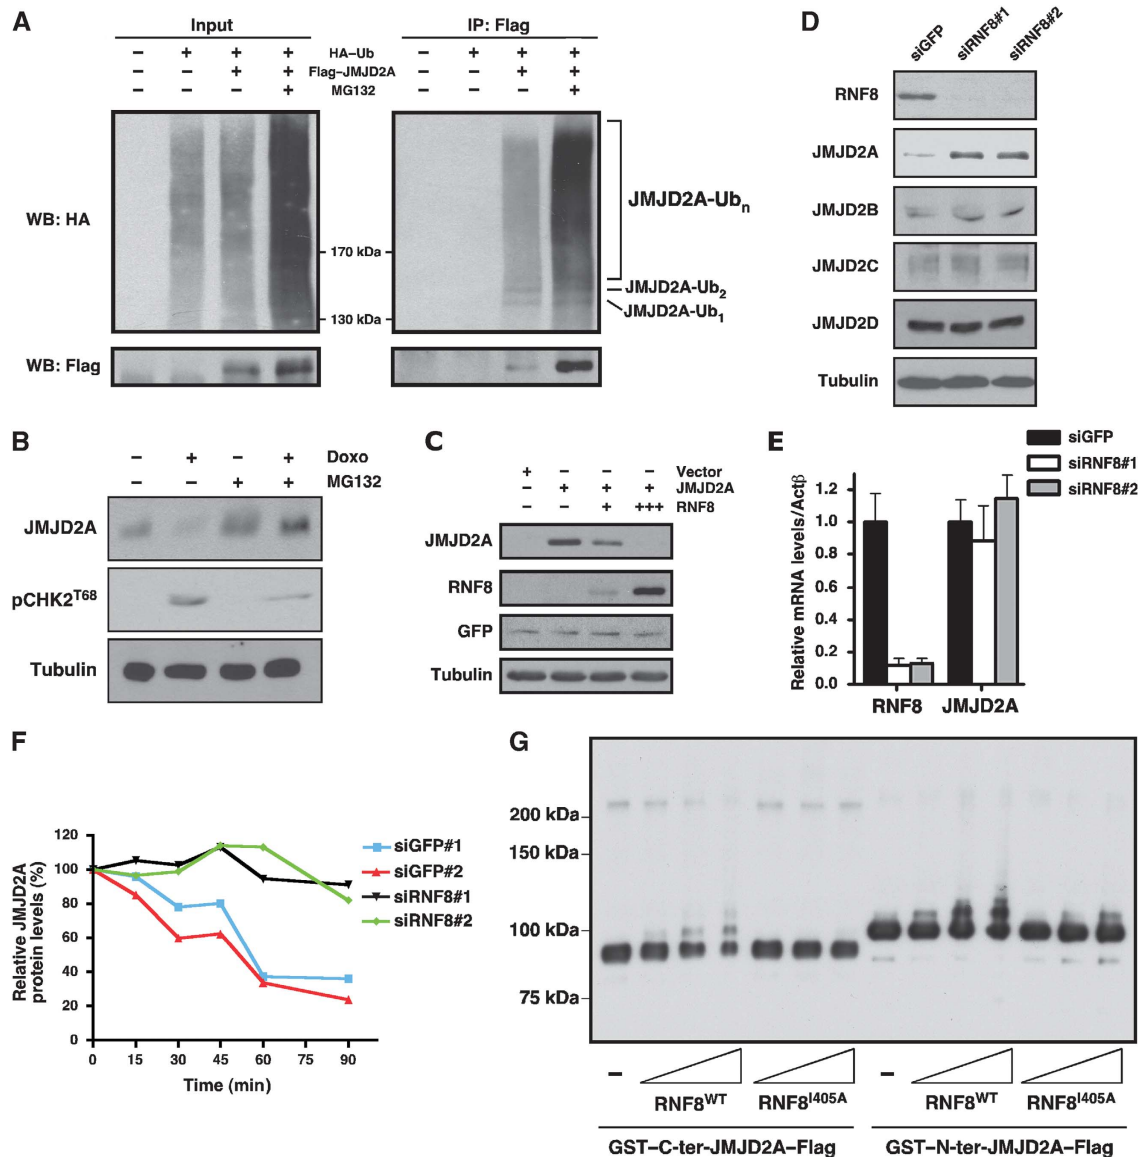 A
Input
IP: Flag
– + + + HA–Ub – + + +
– – + + Flag–JMJD2A – – + +
– – – + MG132 – – – +
WB: HA
170 kDa
130 kDa
JMJD2A-Ubn
JMJD2A-Ub2
JMJD2A-Ub1
WB: Flag
B
– + – + Doxo
– – + + MG132
JMJD2A
pCHK2T68
Tubulin
C
+ – – – Vector
– + + + JMJD2A
– – + +++ RNF8
JMJD2A
RNF8
GFP
Tubulin
D
siGFP siRNF8#1 siRNF8#2
RNF8
JMJD2A
JMJD2B
JMJD2C
JMJD2D
Tubulin
E
siGFP
siRNF8#1
siRNF8#2
Relative mRNA levels/Actβ
1.2
1.0
0.8
0.6
0.4
0.2
0.0
RNF8 JMJD2A
F
Relative JMJD2A
protein levels (%)
120
100
80
60
40
20
0
0 15 30 45 60 75 90
Time (min)
siGFP#1
siGFP#2
siRNF8#1
siRNF8#2
G
200 kDa
150 kDa
100 kDa
75 kDa
– RNF8WT RNF8I405A – RNF8WT RNF8I405A
GST–C-ter-JMJD2A–Flag GST–N-ter-JMJD2A–Flag